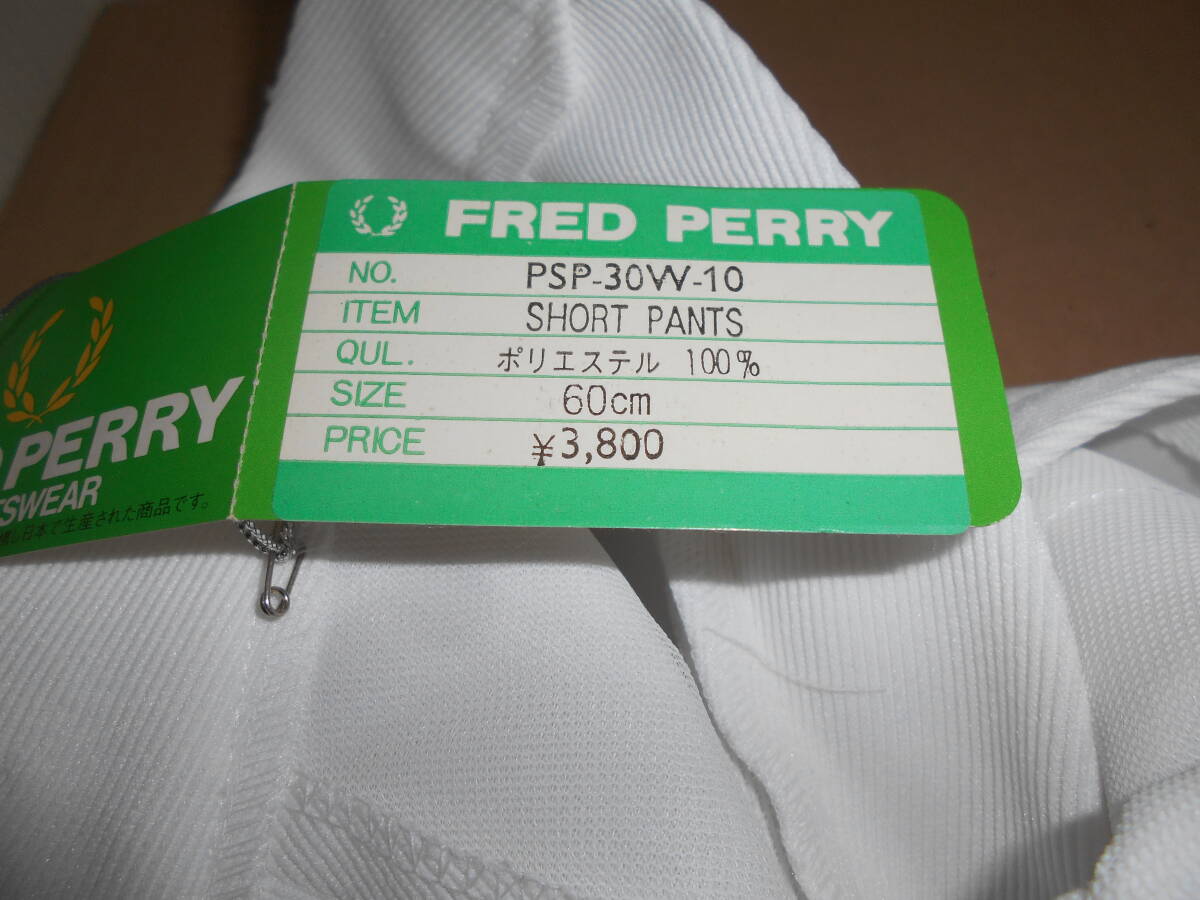 FRED PERRY
NO. PSP-30W-10
ITEM SHORT PANTS
QUL. ポリエステル 100%
SIZE 60cm
PRICE ¥3,800
PERRY
SWEAR
し日本で生産された商品です。